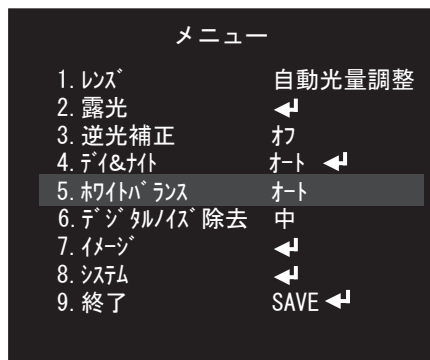 メニュー
1. ﾚﾝｽﾞ 自動光量調整
2. 露光 ↲
3. 逆光補正 ｵﾌ
4. ﾃﾞｲ&ﾅｲﾄ ｵｰﾄ ↲
5. ﾎﾜｲﾄﾊﾞﾗﾝｽ ｵｰﾄ
6. ﾃﾞｼﾞﾀﾙﾉｲｽﾞ除去 中
7. ｲﾒｰｼﾞ ↲
8. ｼｽﾃﾑ ↲
9. 終了 SAVE ↲